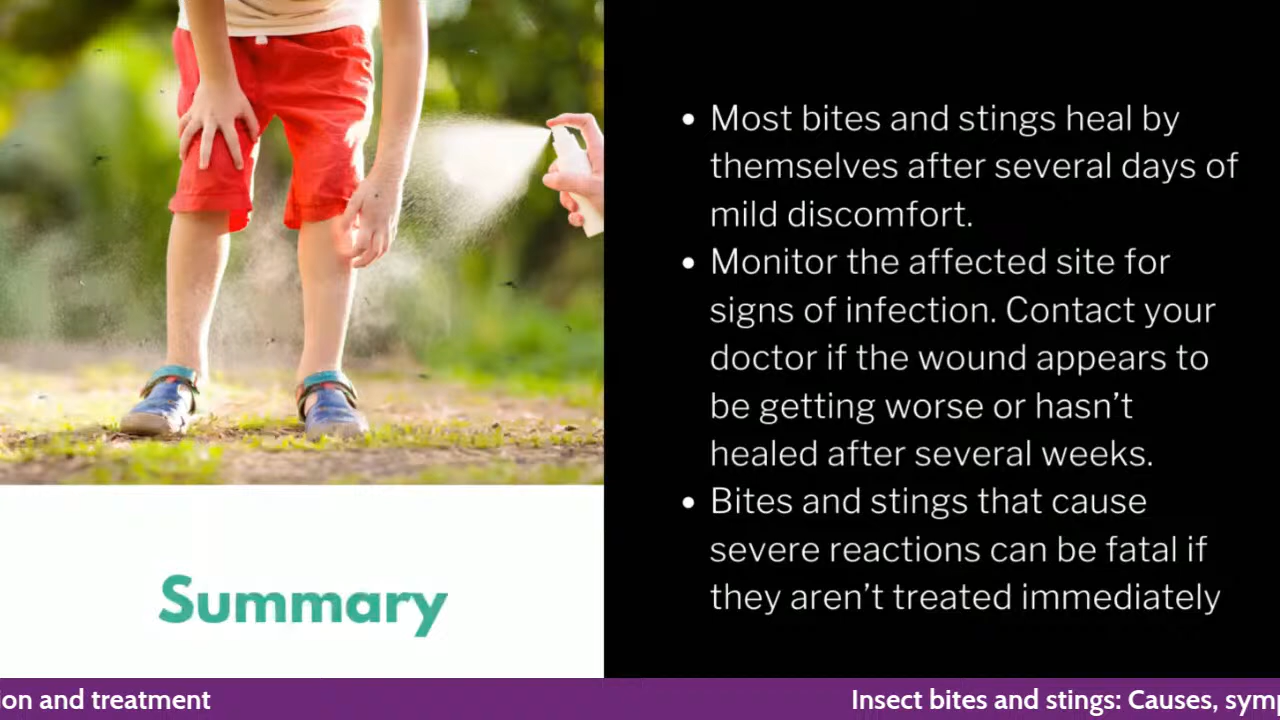 • Most bites and stings heal by
themselves after several days of
mild discomfort.
• Monitor the affected site for
signs of infection. Contact your
doctor if the wound appears to
be getting worse or hasn’t
healed after several weeks.
• Bites and stings that cause
severe reactions can be fatal if
they aren’t treated immediately
Summary
ion and treatment
Insect bites and stings: Causes, symp